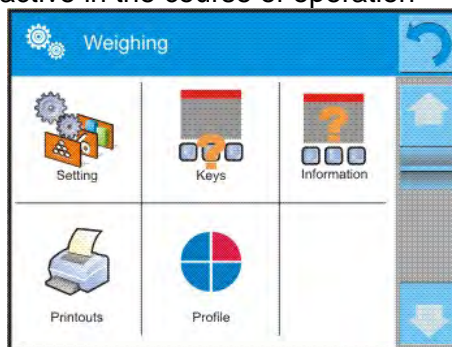 active in the course of operation
Weighing
Setting
Keys
Information
Printouts
Profile